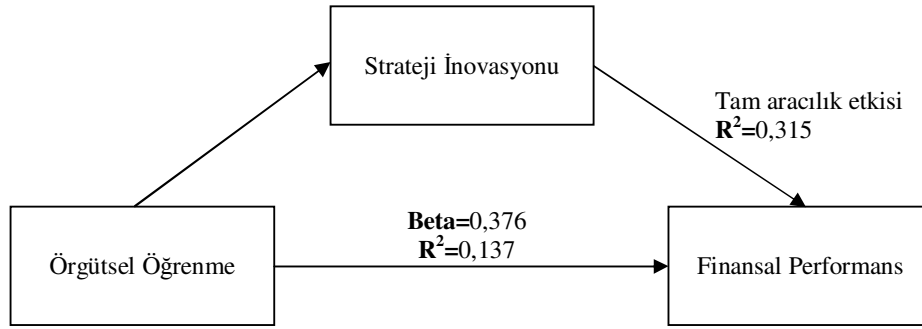 Strateji İnovasyonu
Tam aracılık etkisi
R²=0,315
Beta=0,376
R²=0,137
Örgütsel Öğrenme
Finansal Performans